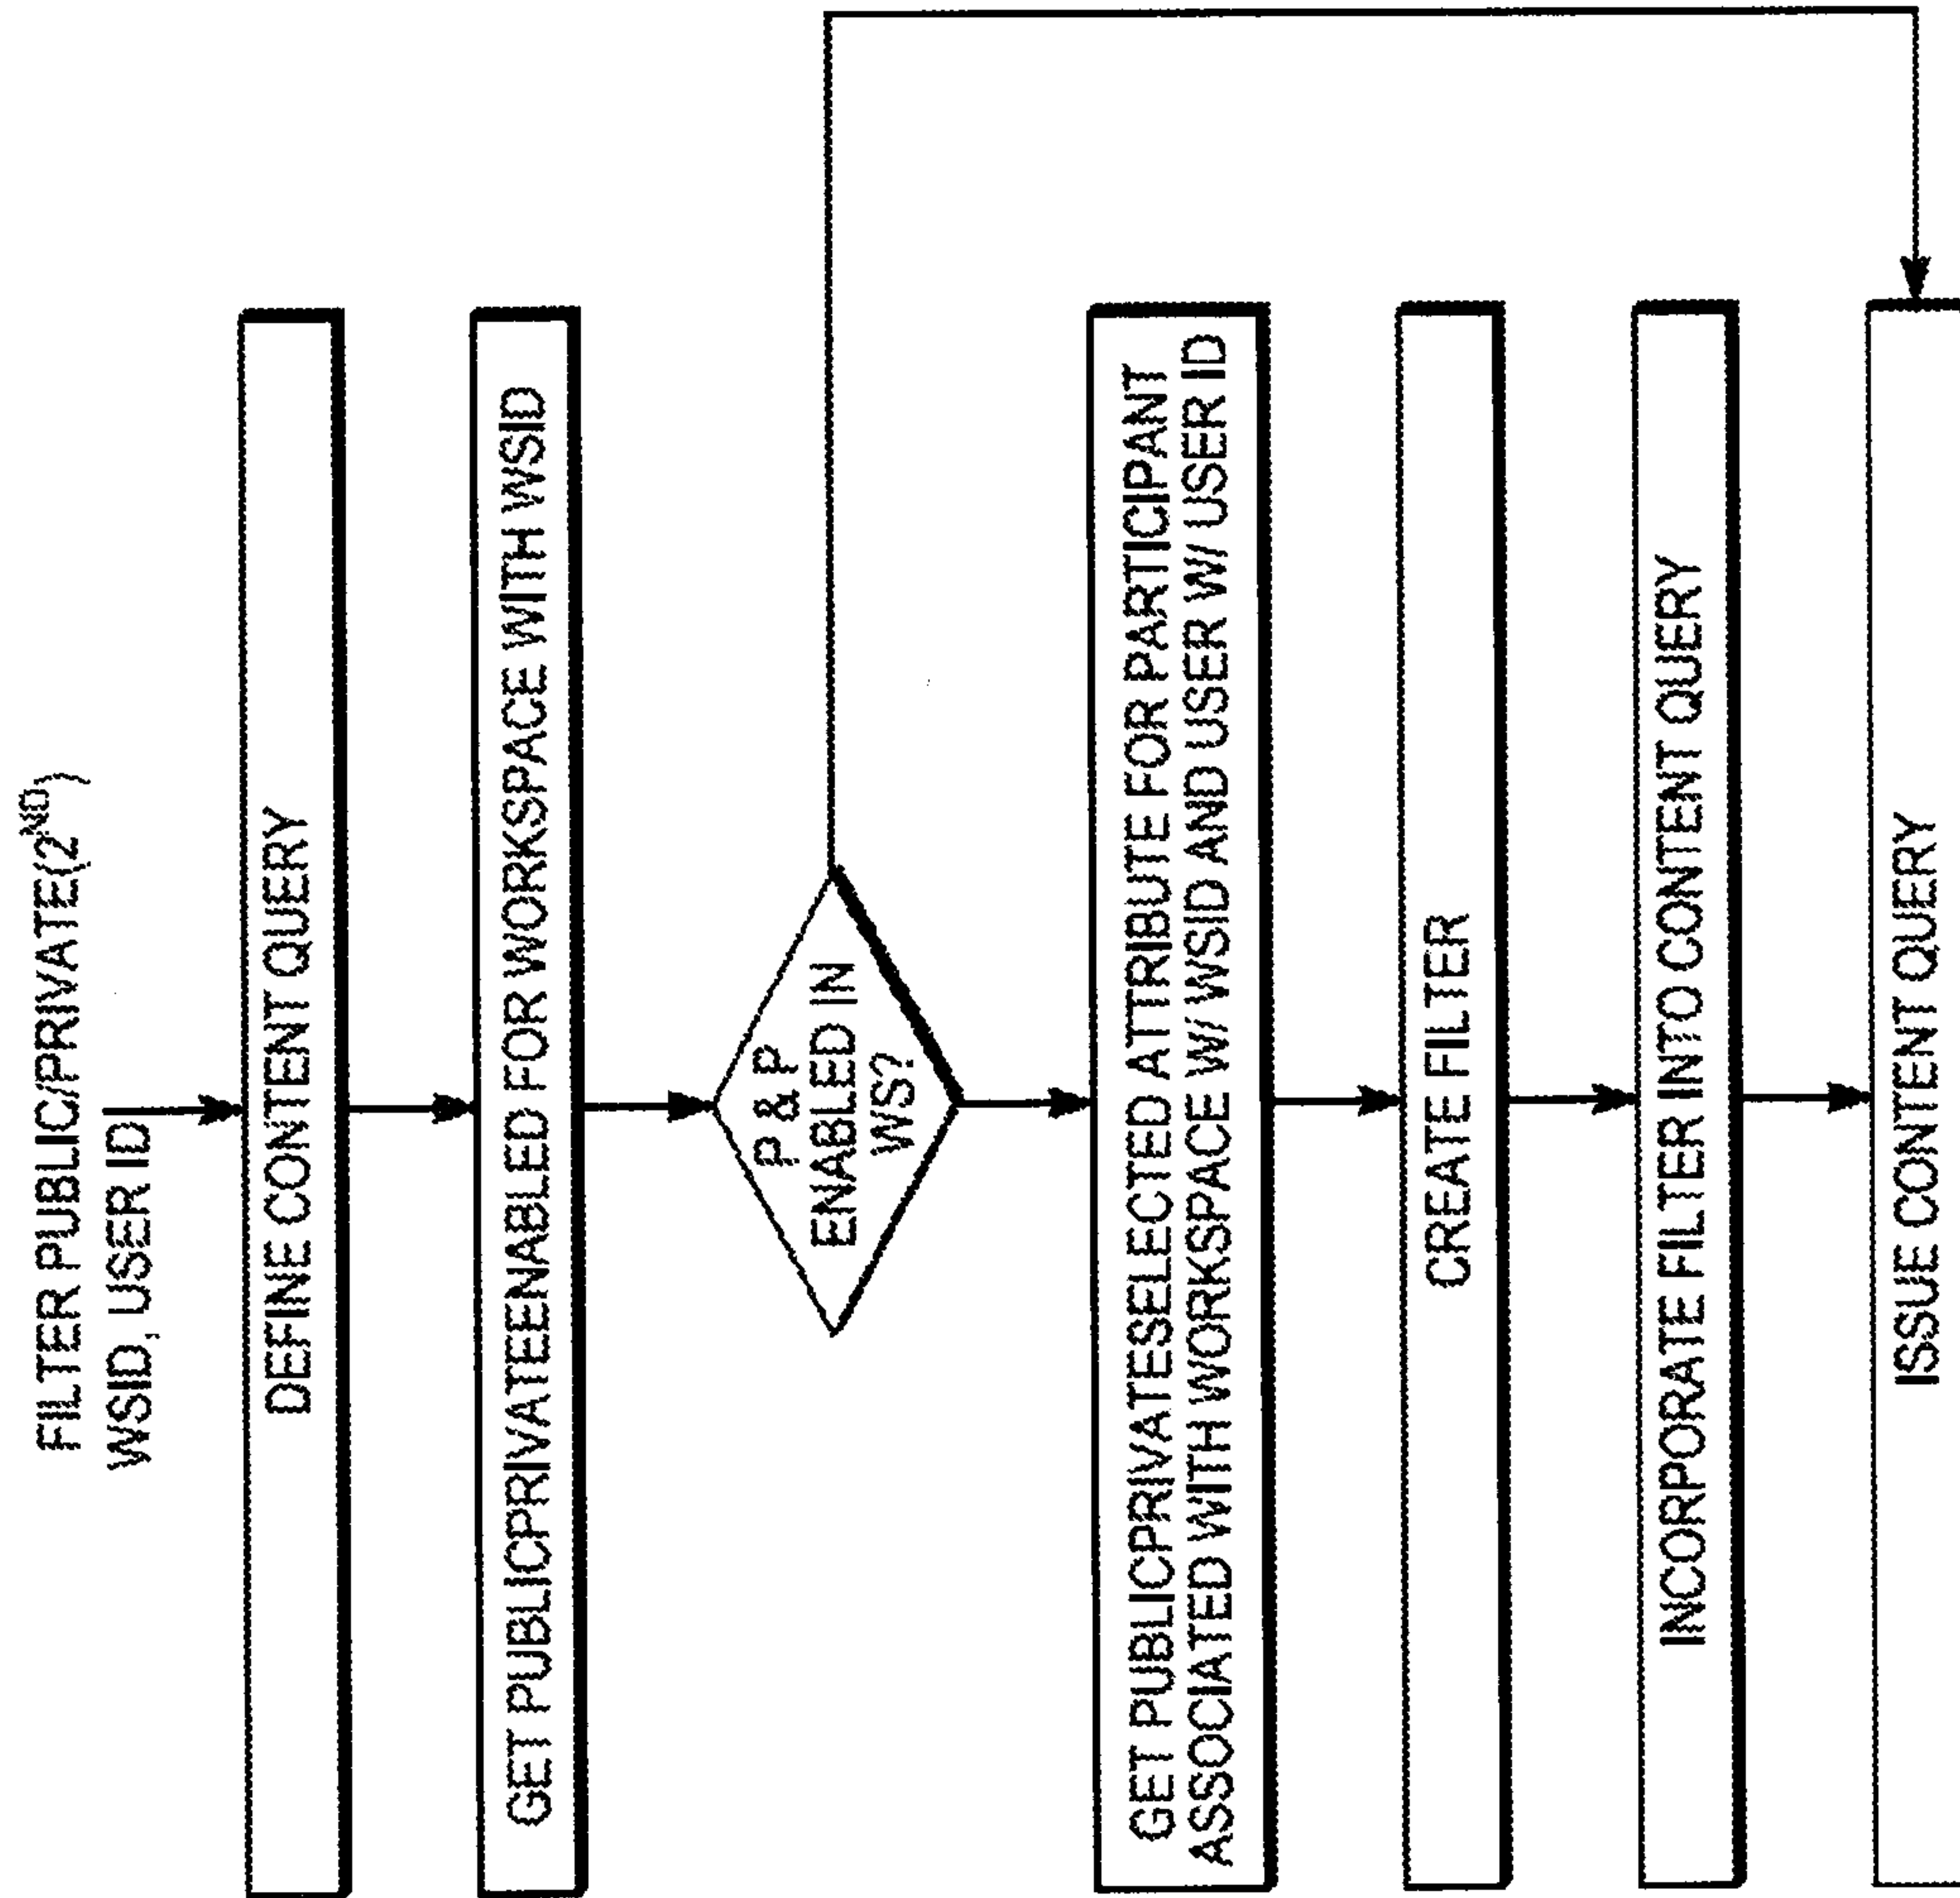 FILTER PUBLIC/PRIVATE(2ND)
WSID, USER ID
DEFINE CONTENT QUERY
GET PUBLICPRIVATEENABLED FOR WORKSPACE WITH WSID
P & P
ENABLED IN
WS?
GET PUBLICPRIVATESELECTED ATTRIBUTE FOR PARTICIPANT
ASSOCIATED WITH WORKSPACE W/ WSID AND USER W/ USER ID
CREATE FILTER
INCORPORATE FILTER INTO CONTENT QUERY
ISSUE CONTENT QUERY